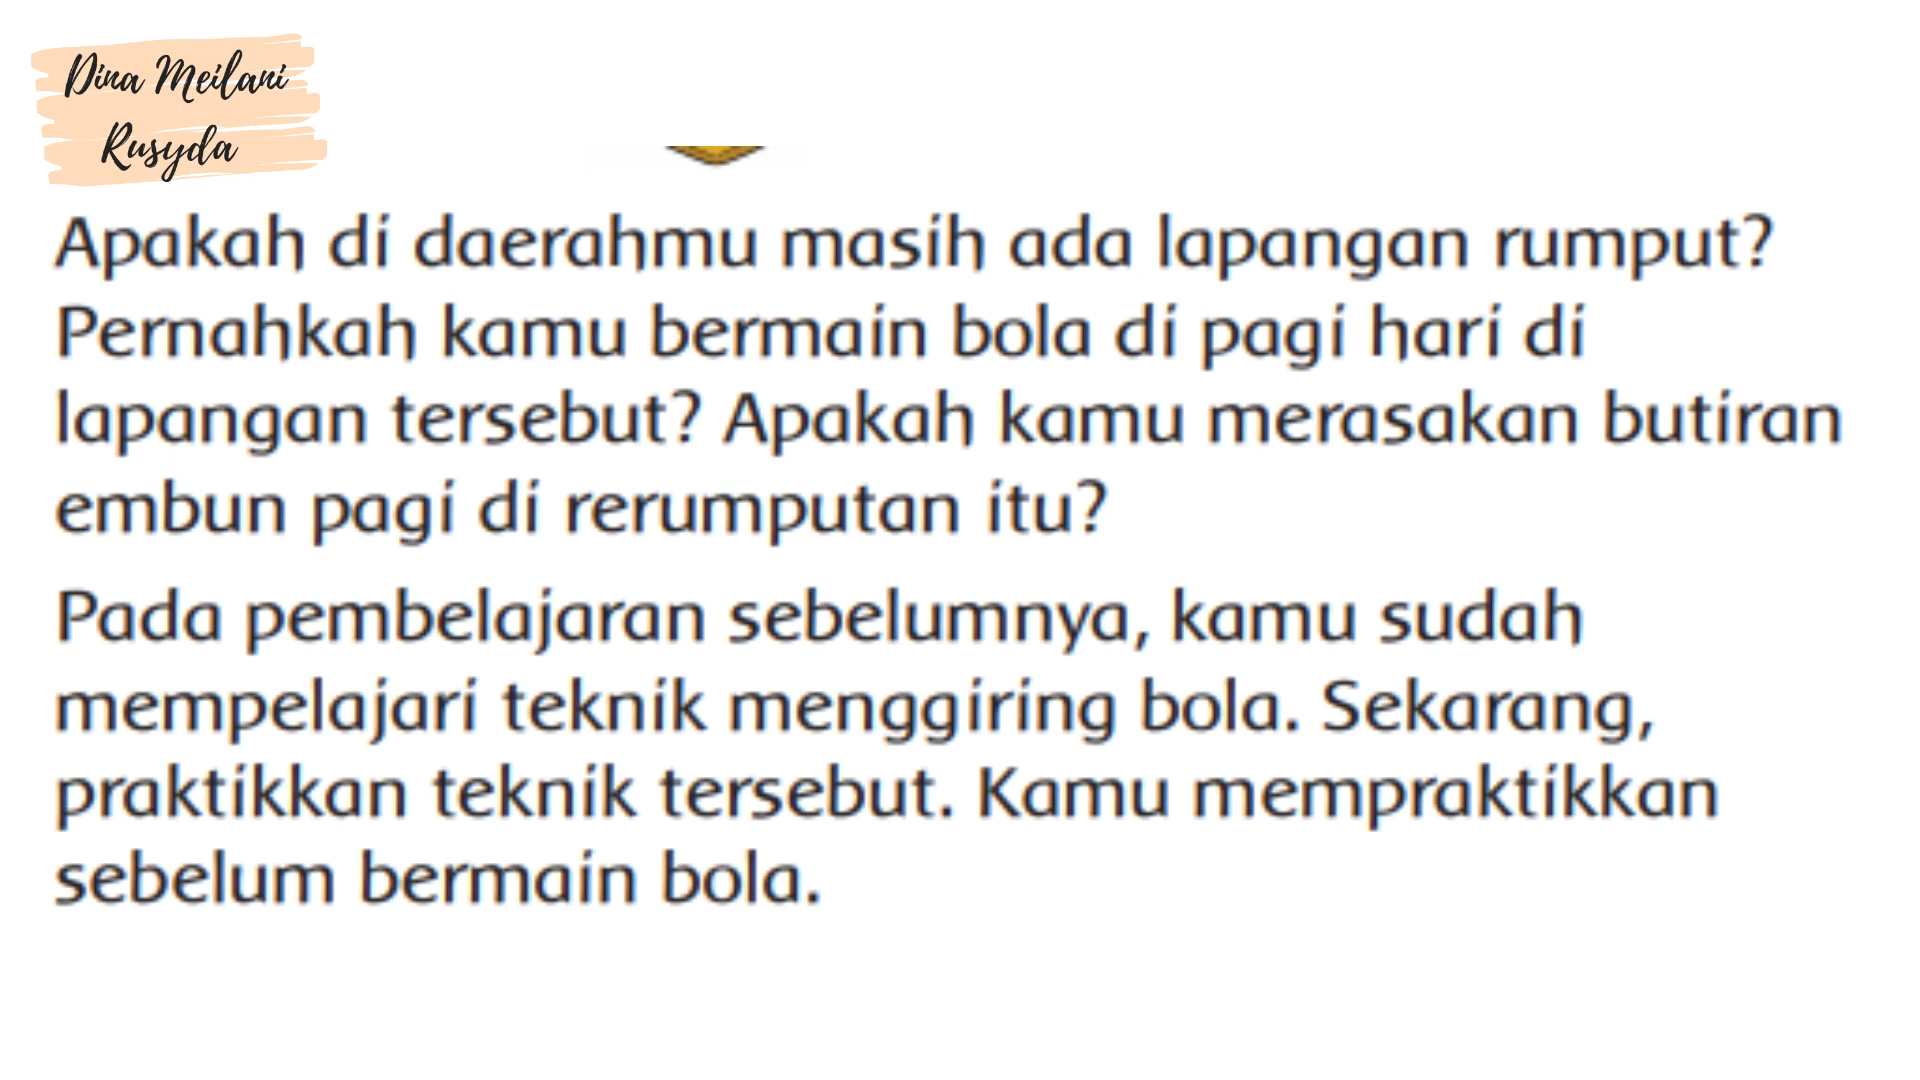 Dina Meilani
Rusyda
Apakah di daerahmu masih ada lapangan rumput?
Pernahkah kamu bermain bola di pagi hari di
lapangan tersebut? Apakah kamu merasakan butiran
embun pagi di rerumputan itu?
Pada pembelajaran sebelumnya, kamu sudah
mempelajari teknik menggiring bola. Sekarang,
praktikkan teknik tersebut. Kamu mempraktikkan
sebelum bermain bola.